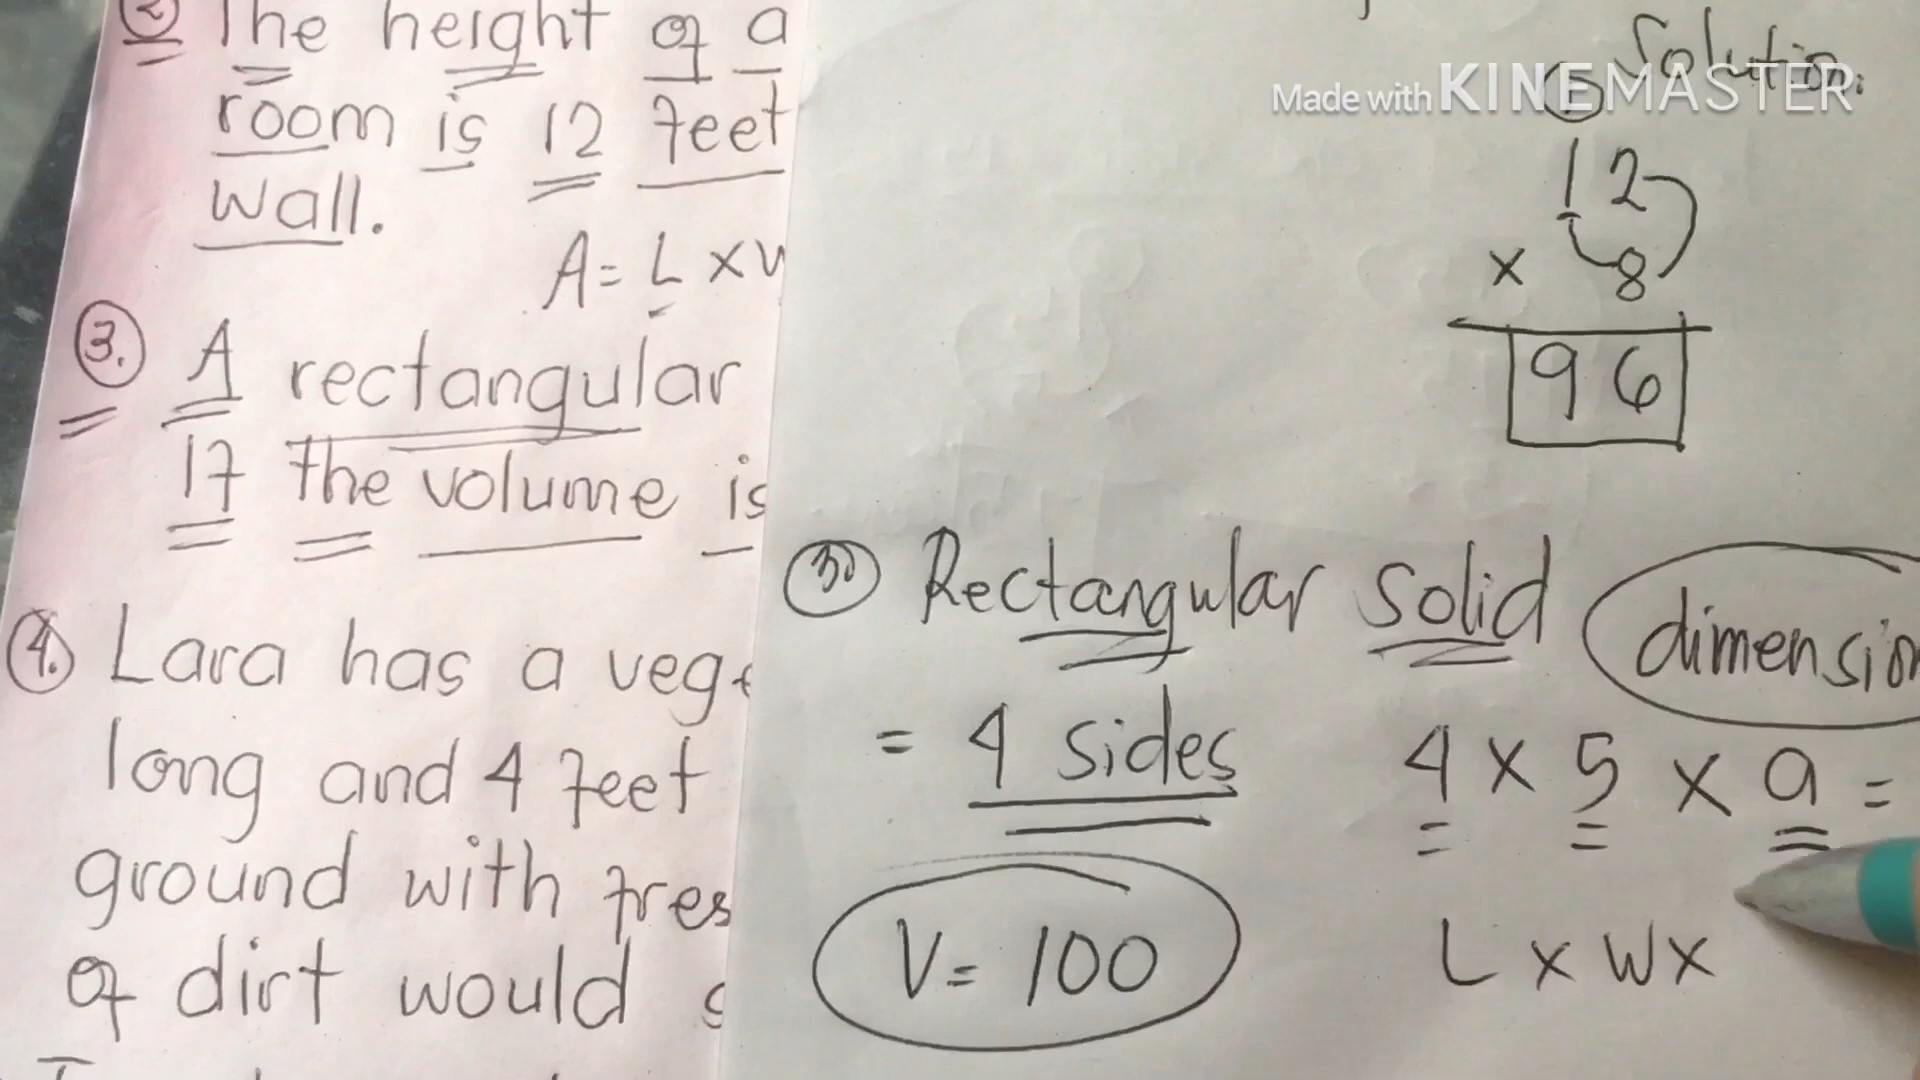 2 The height of a
room is 12 feet
wall.
A = L x W
3. A rectangular
17 the volume is
4. Lara has a veg
long and 4 feet
ground with fres
of dirt would s
Solution:
Made with KINEMASTER
12
x 8
96
3. Rectangular solid dimension
= 4 sides 4 x 5 x a =
V = 100 L x W x